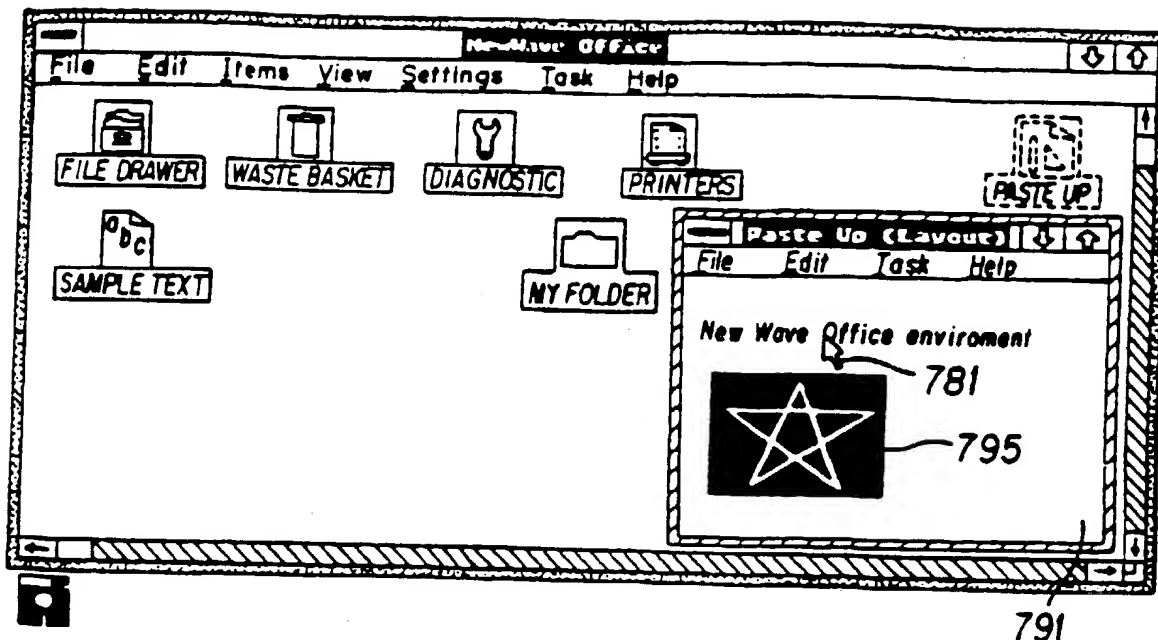 NewWave Office
File Edit Items View Settings Task Help
FILE DRAWER WASTE BASKET DIAGNOSTIC PRINTERS PASTE UP
abc
SAMPLE TEXT MY FOLDER
Paste Up (Layout)
File Edit Task Help
New Wave Office enviroment
781
795
791